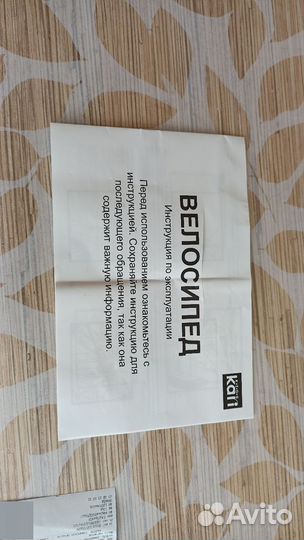 kari
ВЕЛОСИПЕД
Инструкция по эксплуатации
Перед использованием ознакомьтесь с
инструкцией. Сохраняйте инструкцию для
последующего обращения, так как она
содержит важную информацию.
Avito